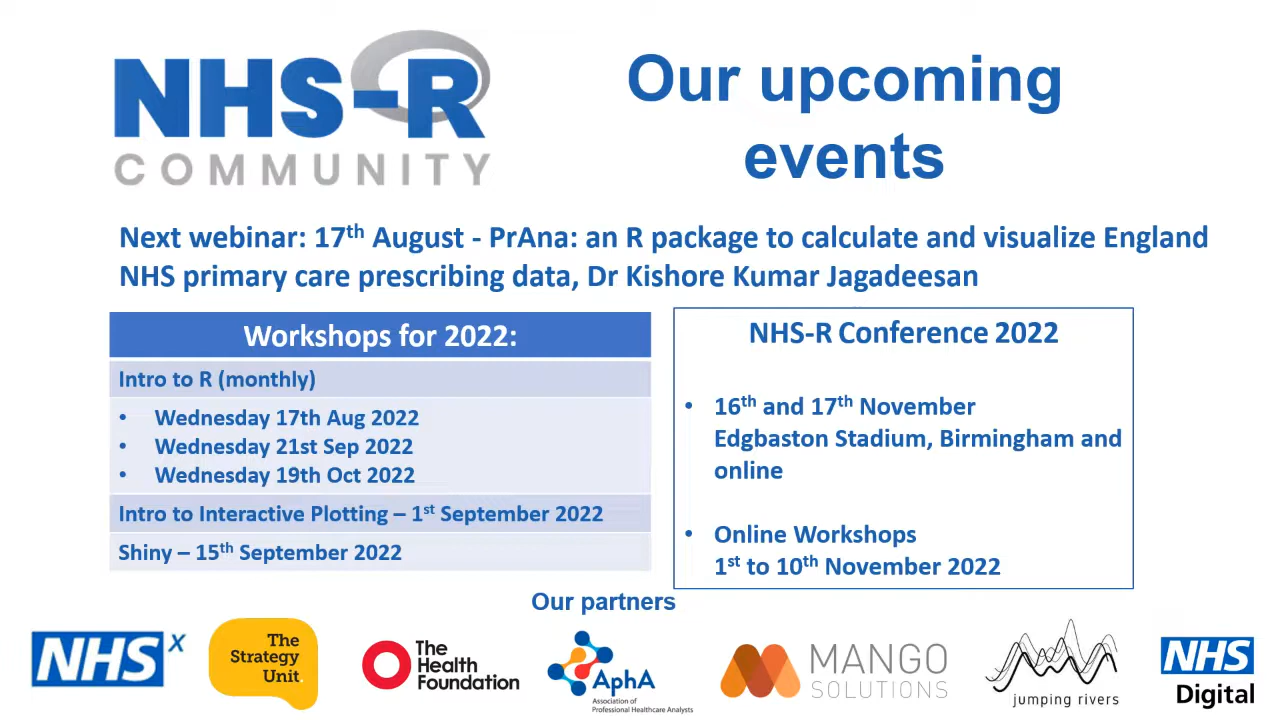 NHS-R
COMMUNITY
Our upcoming
events
Next webinar: 17th August - PrAna: an R package to calculate and visualize England
NHS primary care prescribing data, Dr Kishore Kumar Jagadeesan
Workshops for 2022:
Intro to R (monthly)
• Wednesday 17th Aug 2022
• Wednesday 21st Sep 2022
• Wednesday 19th Oct 2022
Intro to Interactive Plotting – 1st September 2022
Shiny – 15th September 2022
NHS-R Conference 2022
• 16th and 17th November
Edgbaston Stadium, Birmingham and
online
• Online Workshops
1st to 10th November 2022
Our partners
NHS X
The
Strategy
Unit.
The
Health
Foundation
AphA
Association of
Professional Healthcare Analysts
MANGO
SOLUTIONS
jumping rivers
NHS
Digital